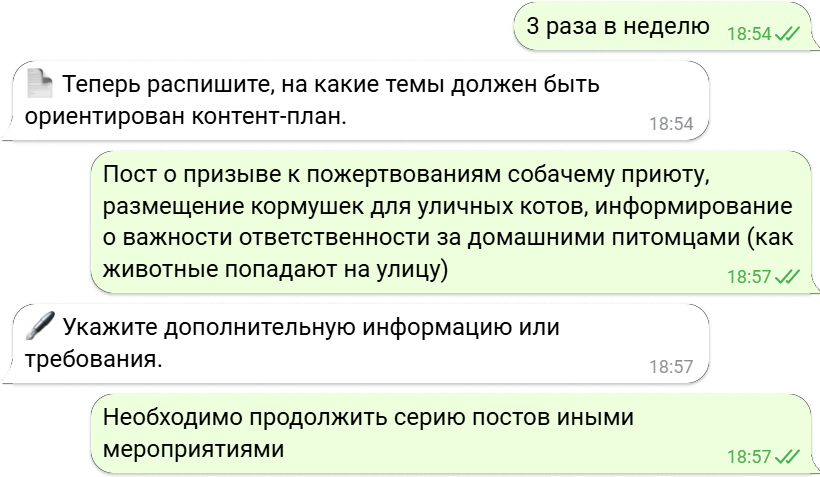 3 раза в неделю 18:54
Теперь распишите, на какие темы должен быть
ориентирован контент-план. 18:54
Пост о призыве к пожертвованиям собачему приюту,
размещение кормушек для уличных котов, информирование
о важности ответственности за домашними питомцами (как
животные попадают на улицу) 18:57
Укажите дополнительную информацию или
требования. 18:57
Необходимо продолжить серию постов иными
мероприятиями 18:57